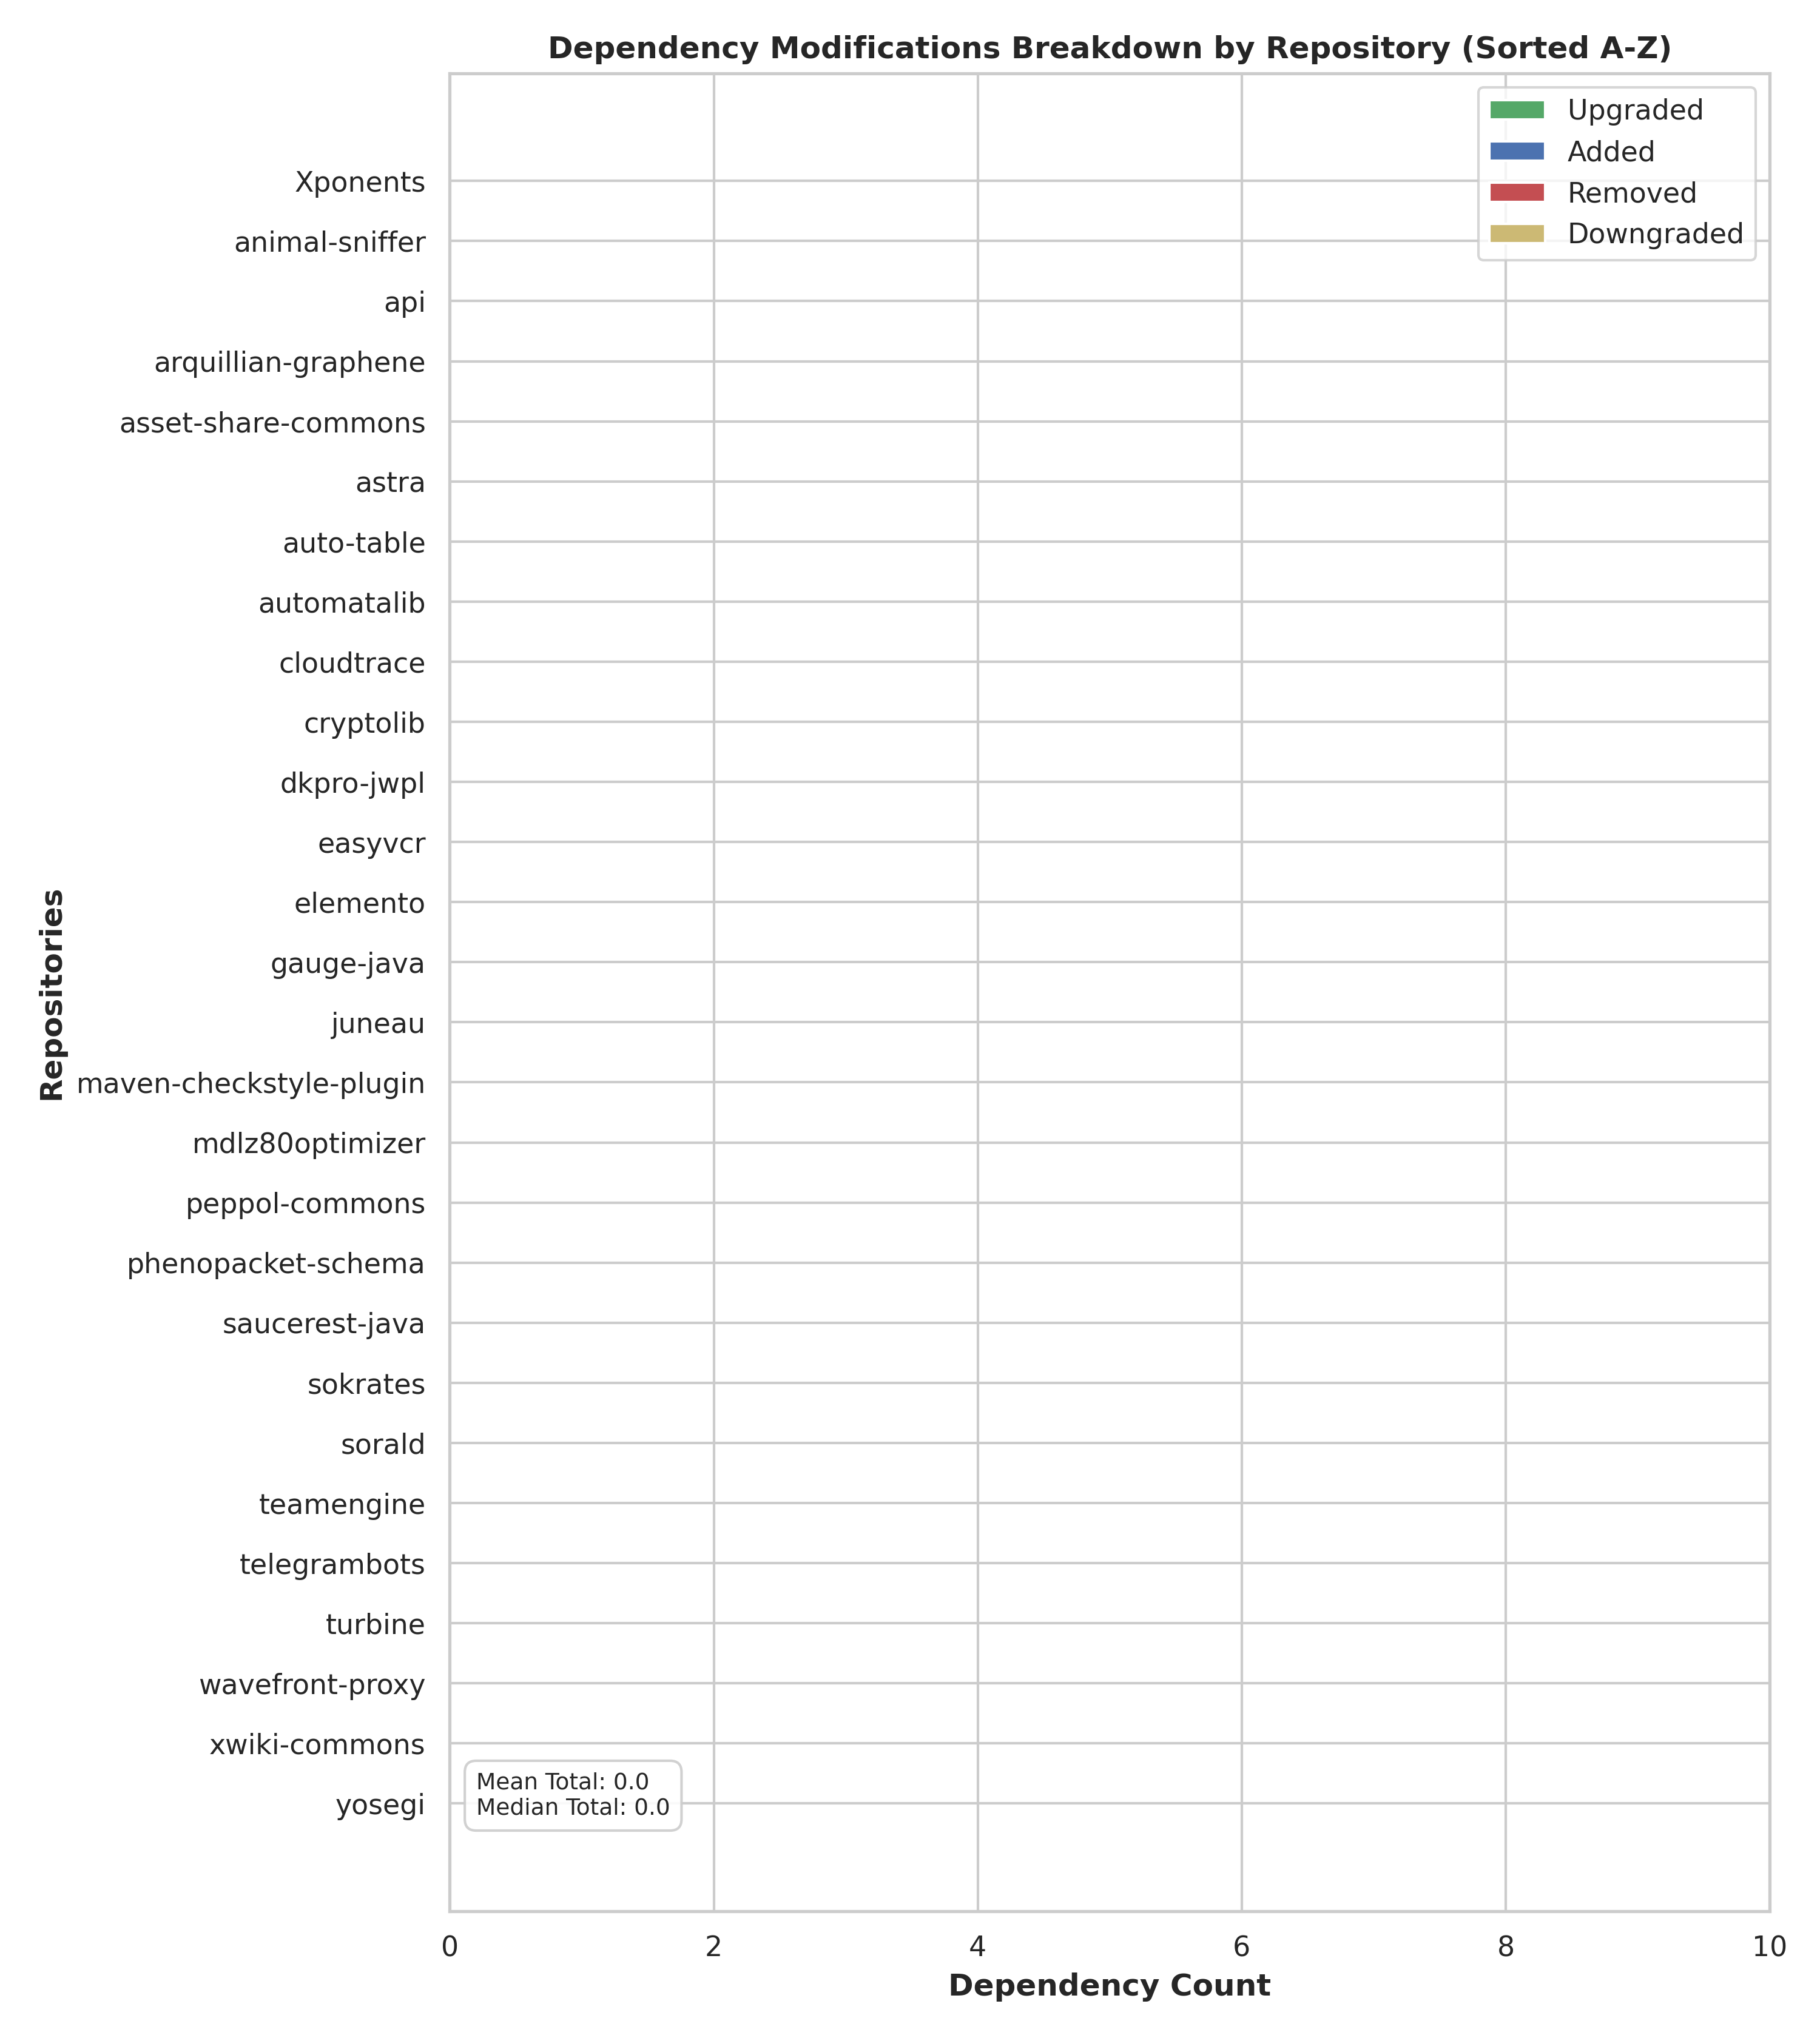 Dependency Modifications Breakdown by Repository (Sorted A-Z)
Upgraded
Added
Removed
Downgraded
Xponents
animal-sniffer
api
arquillian-graphene
asset-share-commons
astra
auto-table
automatalib
cloudtrace
cryptolib
dkpro-jwpl
easyvcr
elemento
gauge-java
juneau
maven-checkstyle-plugin
mdlz80optimizer
peppol-commons
phenopacket-schema
saucerest-java
sokrates
sorald
teamengine
telegrambots
turbine
wavefront-proxy
xwiki-commons
yosegi
Repositories
Mean Total: 0.0
Median Total: 0.0
0 2 4 6 8 10
Dependency Count